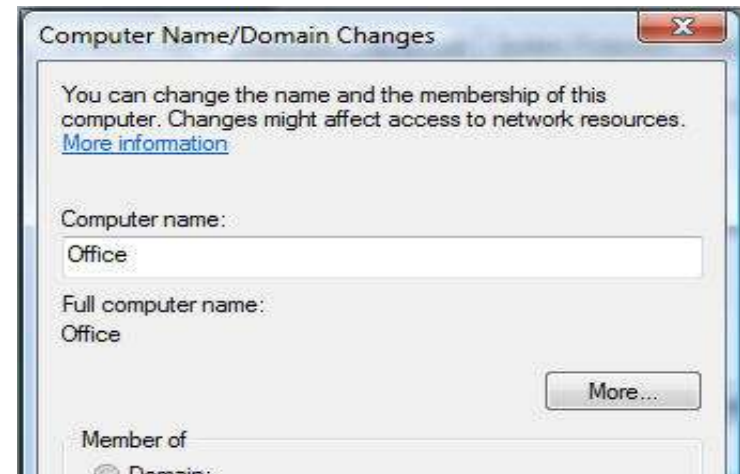 Computer Name/Domain Changes
You can change the name and the membership of this
computer. Changes might affect access to network resources.
More information
Computer name:
Office
Full computer name:
Office
More...
Member of
Domain: